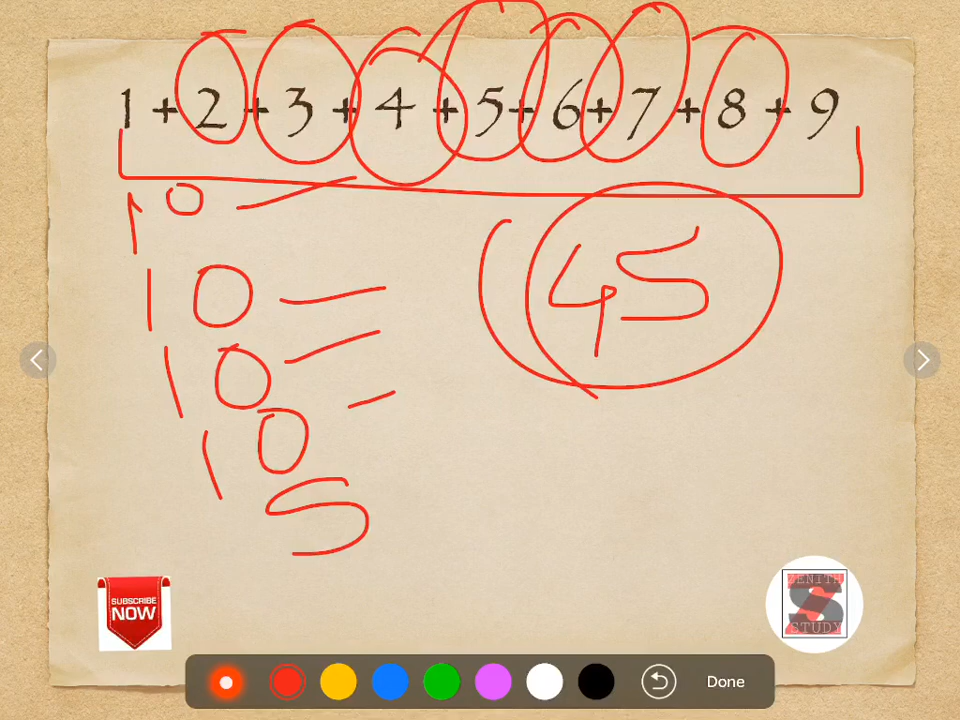 1 + 2 + 3 + 4 + 5 + 6 + 7 + 8 + 9
10
10
10
10
5
45
SUBSCRIBE
NOW
ZENITH
STUDY
Done